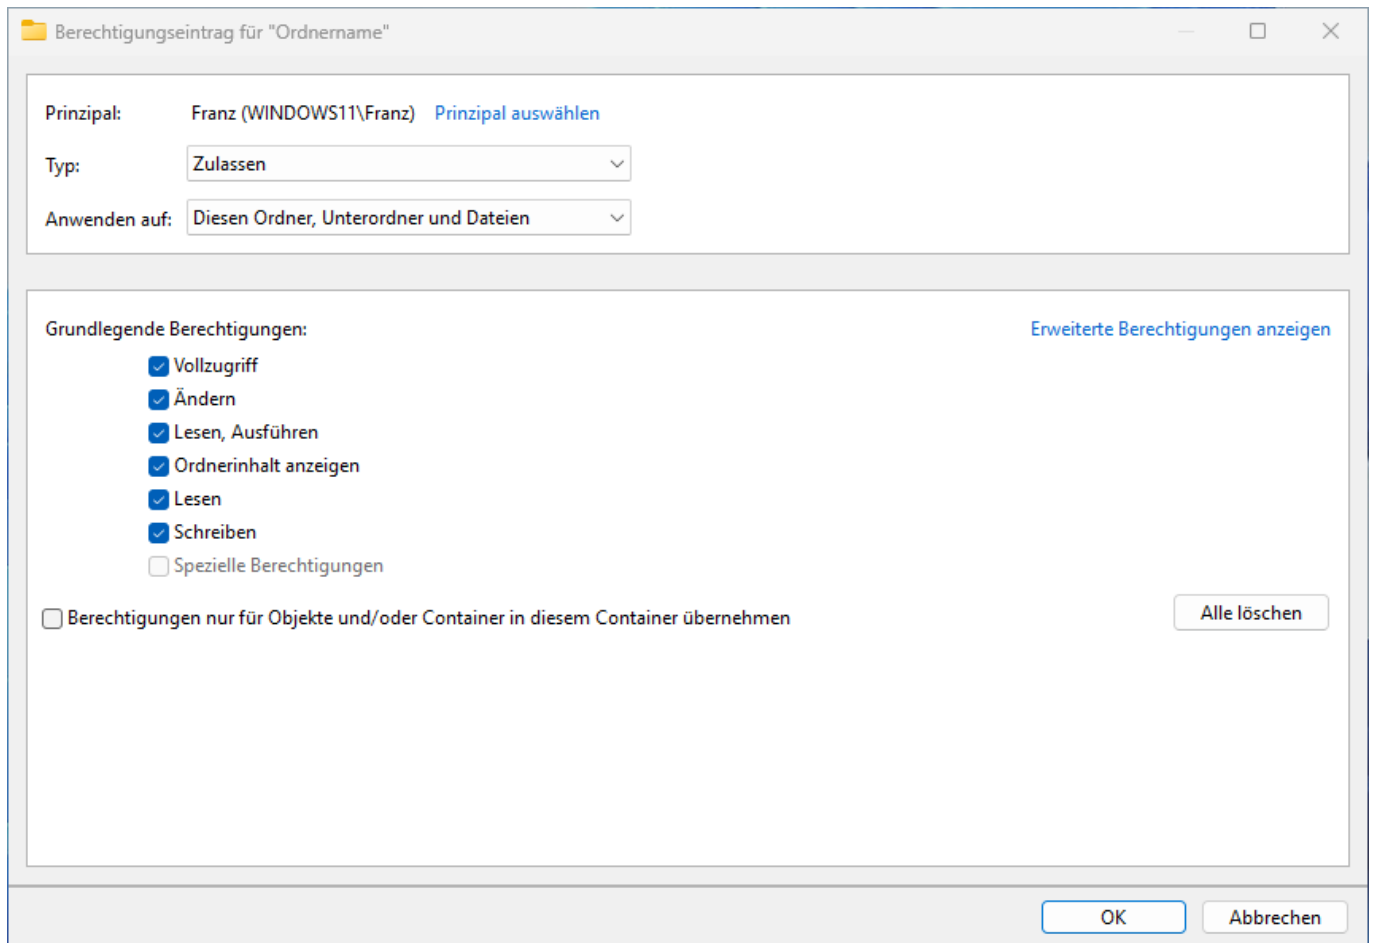 Berechtigungseintrag für "Ordnername"
Prinzipal: Franz (WINDOWS11\Franz) Prinzipal auswählen
Typ: Zulassen
Anwenden auf: Diesen Ordner, Unterordner und Dateien
Grundlegende Berechtigungen: Erweiterte Berechtigungen anzeigen
Vollzugriff
Ändern
Lesen, Ausführen
Ordnerinhalt anzeigen
Lesen
Schreiben
Spezielle Berechtigungen
Berechtigungen nur für Objekte und/oder Container in diesem Container übernehmen Alle löschen
OK Abbrechen